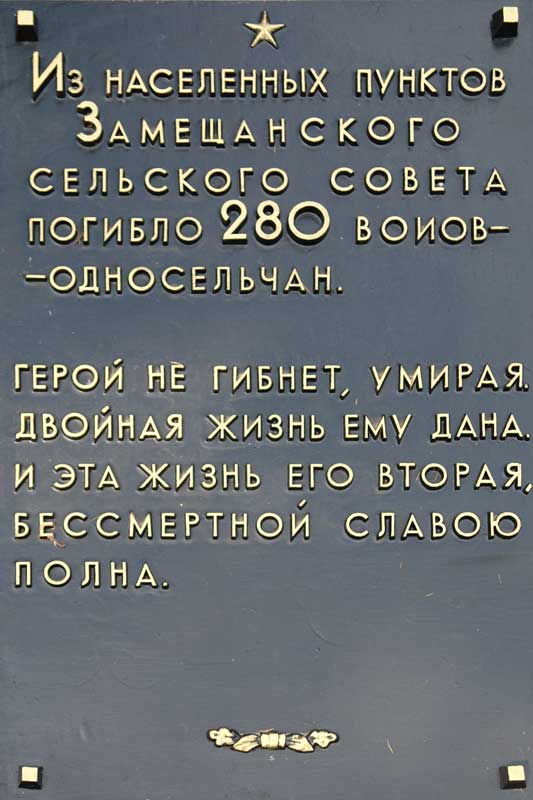 Из населенных пунктов
Замещанского
сельского совета
погибло 280 воиов-
-односельчан.
Герой не гибнет, умирая.
Двойная жизнь ему дана.
И эта жизнь его вторая,
Бессмертной славою
полна.